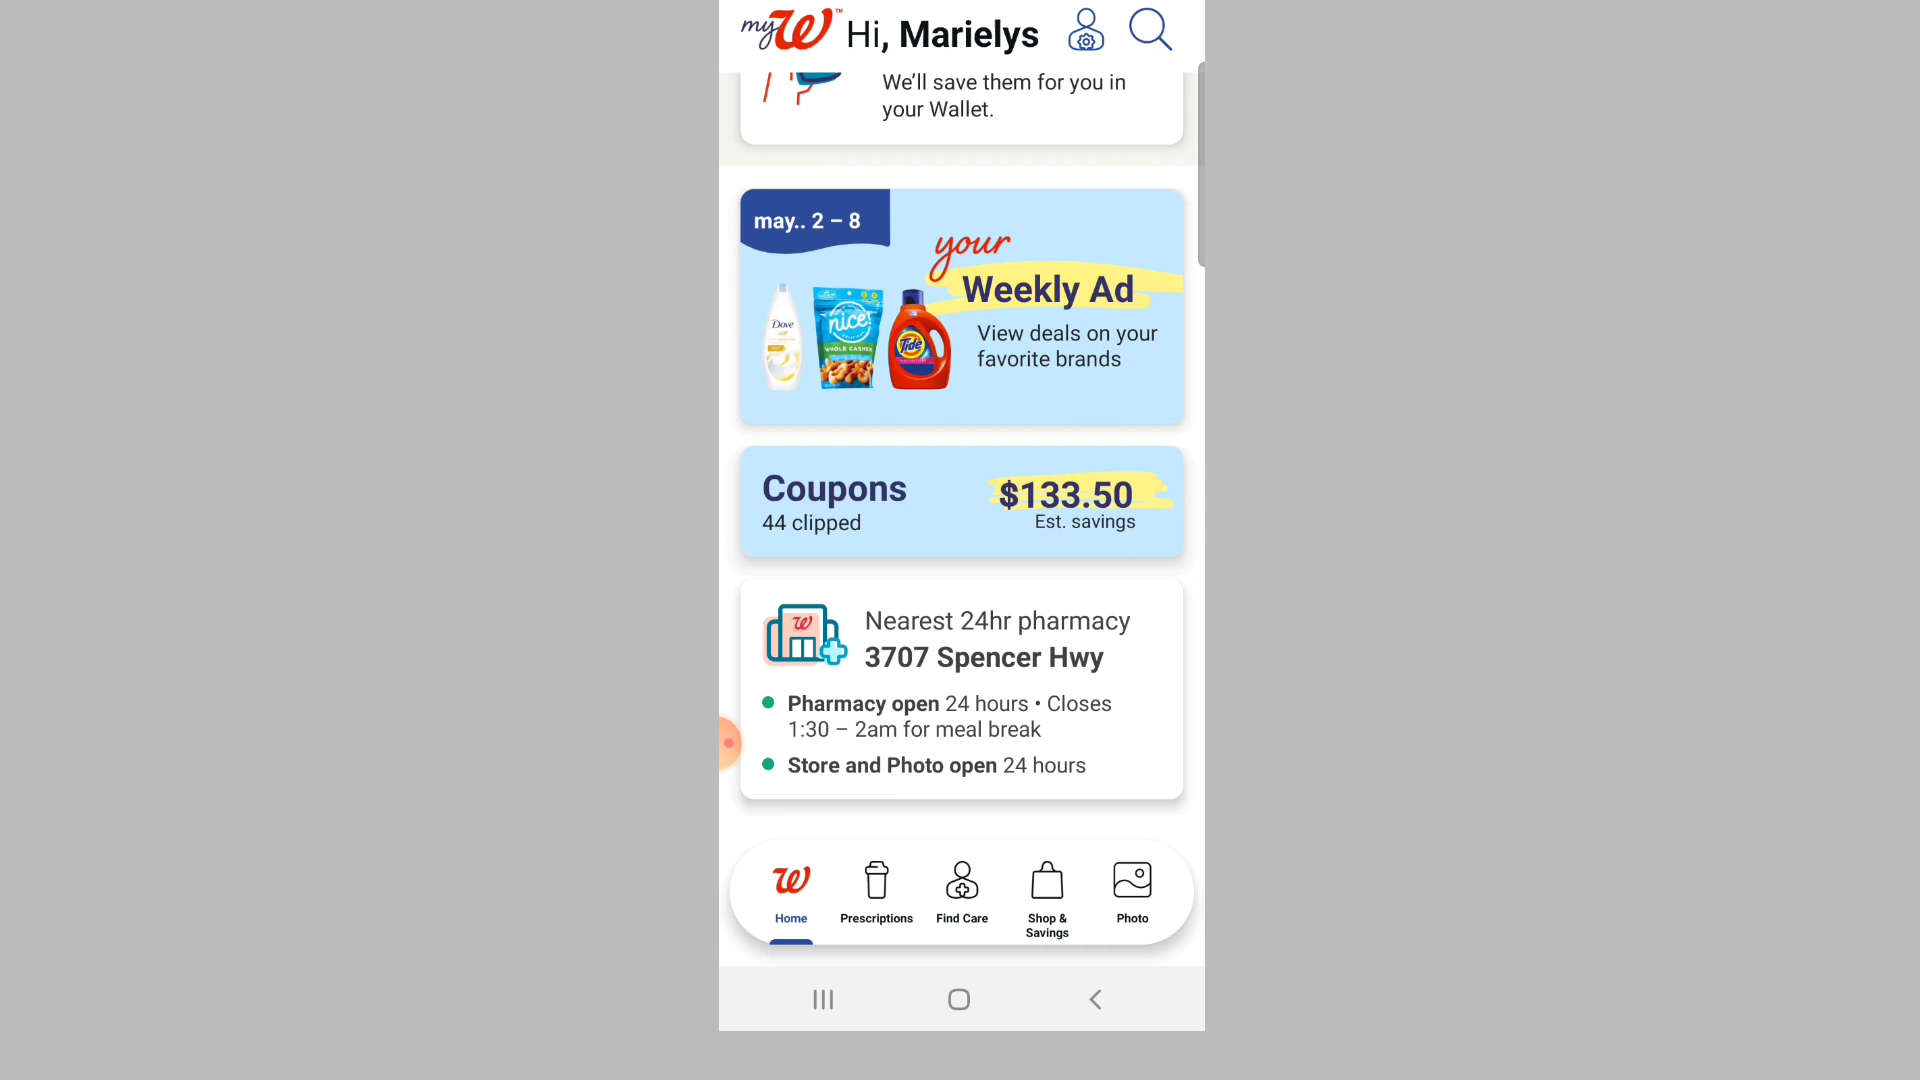 my W™ Hi, Marielys
We'll save them for you in
your Wallet.
may.. 2 – 8
your
Weekly Ad
View deals on your
favorite brands
Dove
nice!
WHOLE CASHEWS
Tide
Coupons
$133.50
44 clipped
Est. savings
W
Nearest 24hr pharmacy
3707 Spencer Hwy
Pharmacy open 24 hours • Closes
1:30 – 2am for meal break
Store and Photo open 24 hours
W
Home
Prescriptions
Find Care
Shop &
Savings
Photo